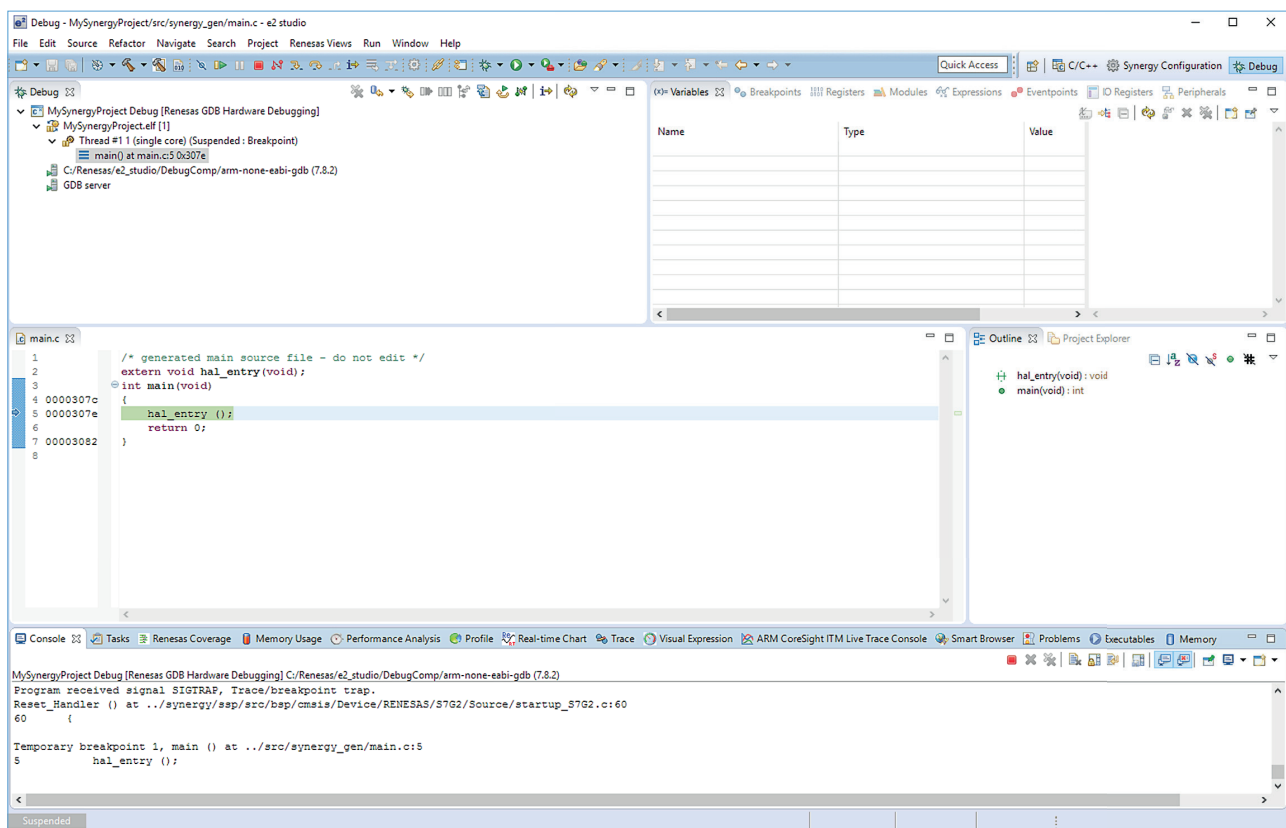 Debug - MySynergyProject/src/synergy_gen/main.c - e2 studio
File Edit Source Refactor Navigate Search Project Renesas Views Run Window Help
Quick Access C/C++ Synergy Configuration Debug
Debug
MySynergyProject Debug [Renesas GDB Hardware Debugging]
MySynergyProject.elf [1]
Thread #1 1 (single core) (Suspended : Breakpoint)
main() at main.c:5 0x307e
C:/Renesas/e2_studio/DebugComp/arm-none-eabi-gdb (7.8.2)
GDB server
(x)= Variables Breakpoints Registers Modules Expressions Eventpoints IO Registers Peripherals
Name Type Value
main.c
1 /* generated main source file - do not edit */
2 extern void hal_entry(void);
3 int main(void)
4 0000307c {
5 0000307e hal_entry ();
6 return 0;
7 00003082 }
8
Outline Project Explorer
hal_entry(void) : void
main(void) : int
Console Tasks Renesas Coverage Memory Usage Performance Analysis Profile Real-time Chart Trace Visual Expression ARM CoreSight ITM Live Trace Console Smart Browser Problems Executables Memory
MySynergyProject Debug [Renesas GDB Hardware Debugging] C:/Renesas/e2_studio/DebugComp/arm-none-eabi-gdb (7.8.2)
Program received signal SIGTRAP, Trace/breakpoint trap.
Reset_Handler () at ../synergy/ssp/src/bsp/cmsis/Device/RENESAS/S7G2/Source/startup_S7G2.c:60
60 {
Temporary breakpoint 1, main () at ../src/synergy_gen/main.c:5
5 hal_entry ();
Suspended